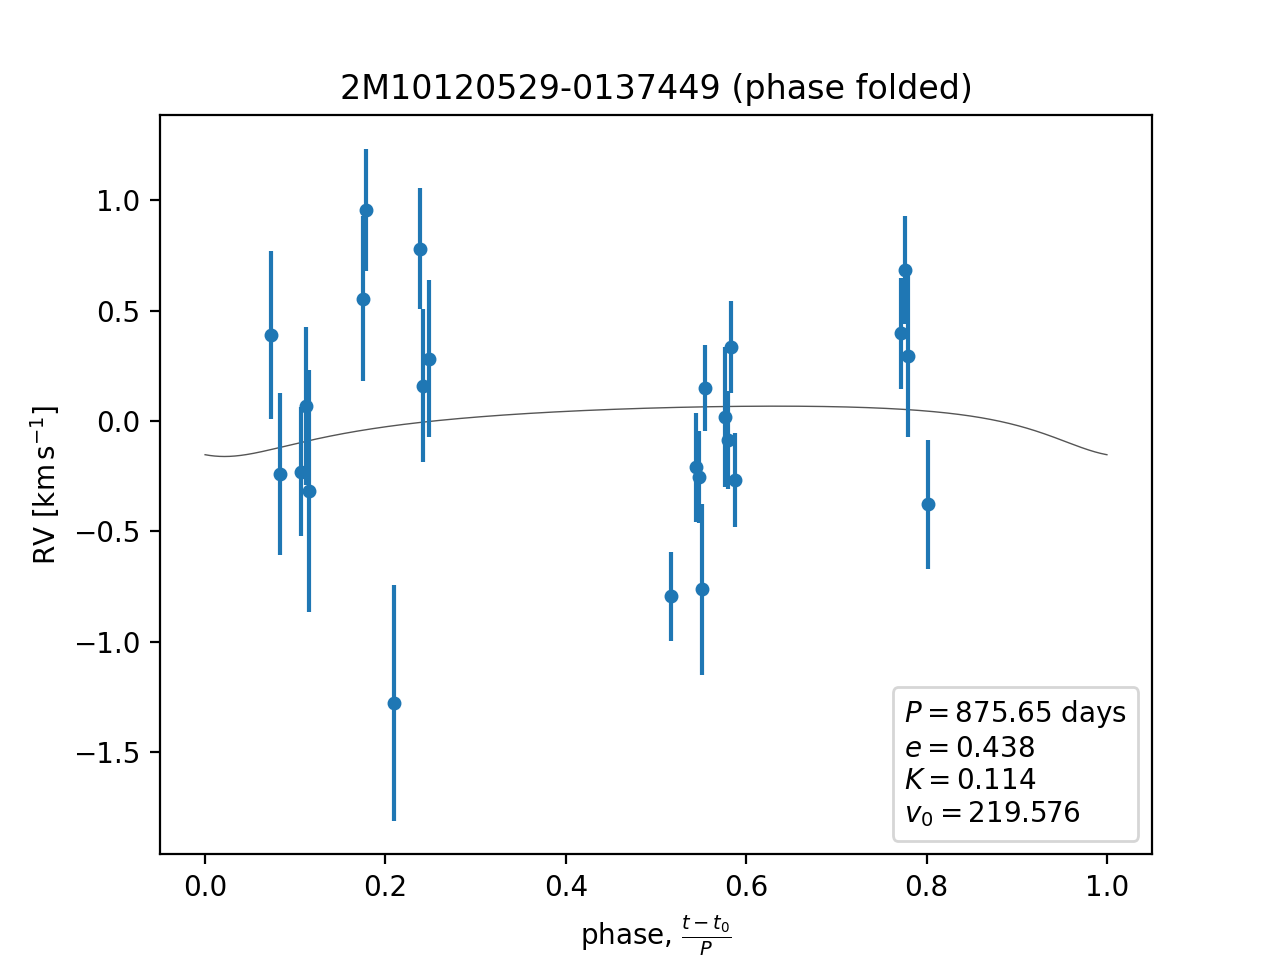 2M10120529-0137449 (phase folded)
RV [km s⁻¹]
1.0
0.5
0.0
−0.5
−1.0
−1.5
P = 875.65 days
e = 0.438
K = 0.114
v₀ = 219.576
0.0 0.2 0.4 0.6 0.8 1.0
phase, (t − t₀)/P